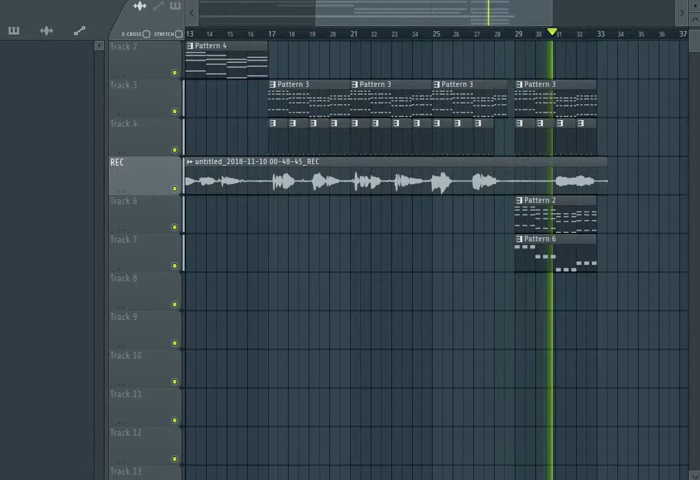 Z-CROSS STRETCH
13 14 15 16 17 18 19 20 21 22 23 24 25 26 27 28 29 30 31 32 33 34 35 36 37
Track 2
Pattern 4
Track 3
Pattern 3 Pattern 3 Pattern 3 Pattern 3
Track 4
REC
untitled_2018-11-10 00-48-45_REC
Track 6
Pattern 2
Track 7
Pattern 6
Track 8
Track 9
Track 10
Track 11
Track 12
Track 13